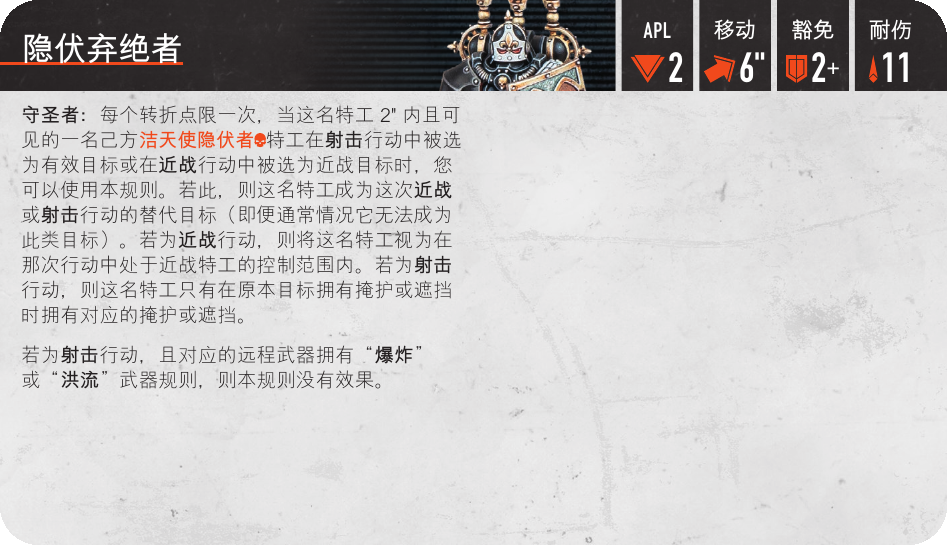 隐伏弃绝者
APL
2
移动
6"
豁免
2+
耐伤
11
守圣者：每个转折点限一次，当这名特工 2" 内且可
见的一名己方洁天使隐伏者特工在射击行动中被选
为有效目标或在近战行动中被选为近战目标时，您
可以使用本规则。若此，则这名特工成为这次近战
或射击行动的替代目标（即便通常情况它无法成为
此类目标）。若为近战行动，则将这名特工视为在
那次行动中处于近战特工的控制范围内。若为射击
行动，则这名特工只有在原本目标拥有掩护或遮挡
时拥有对应的掩护或遮挡。
若为射击行动，且对应的远程武器拥有“爆炸”
或“洪流”武器规则，则本规则没有效果。